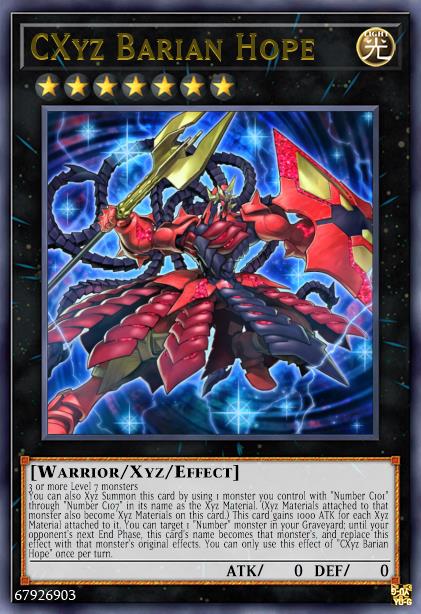 CXyz Barian Hope
LIGHT
光
[Warrior/Xyz/Effect]
3 or more Level 7 monsters
You can also Xyz Summon this card by using 1 monster you control with "Number C101"
through "Number C107" in its name as the Xyz Material. (Xyz Materials attached to that
monster also become Xyz Materials on this card.) This card gains 1000 ATK for each Xyz
Material attached to it. You can target 1 "Number" monster in your Graveyard; until your
opponent's next End Phase, this card's name becomes that monster's, and replace this
effect with that monster's original effects. You can only use this effect of "CXyz Barian
Hope" once per turn.
ATK/ 0 DEF/ 0
67926903